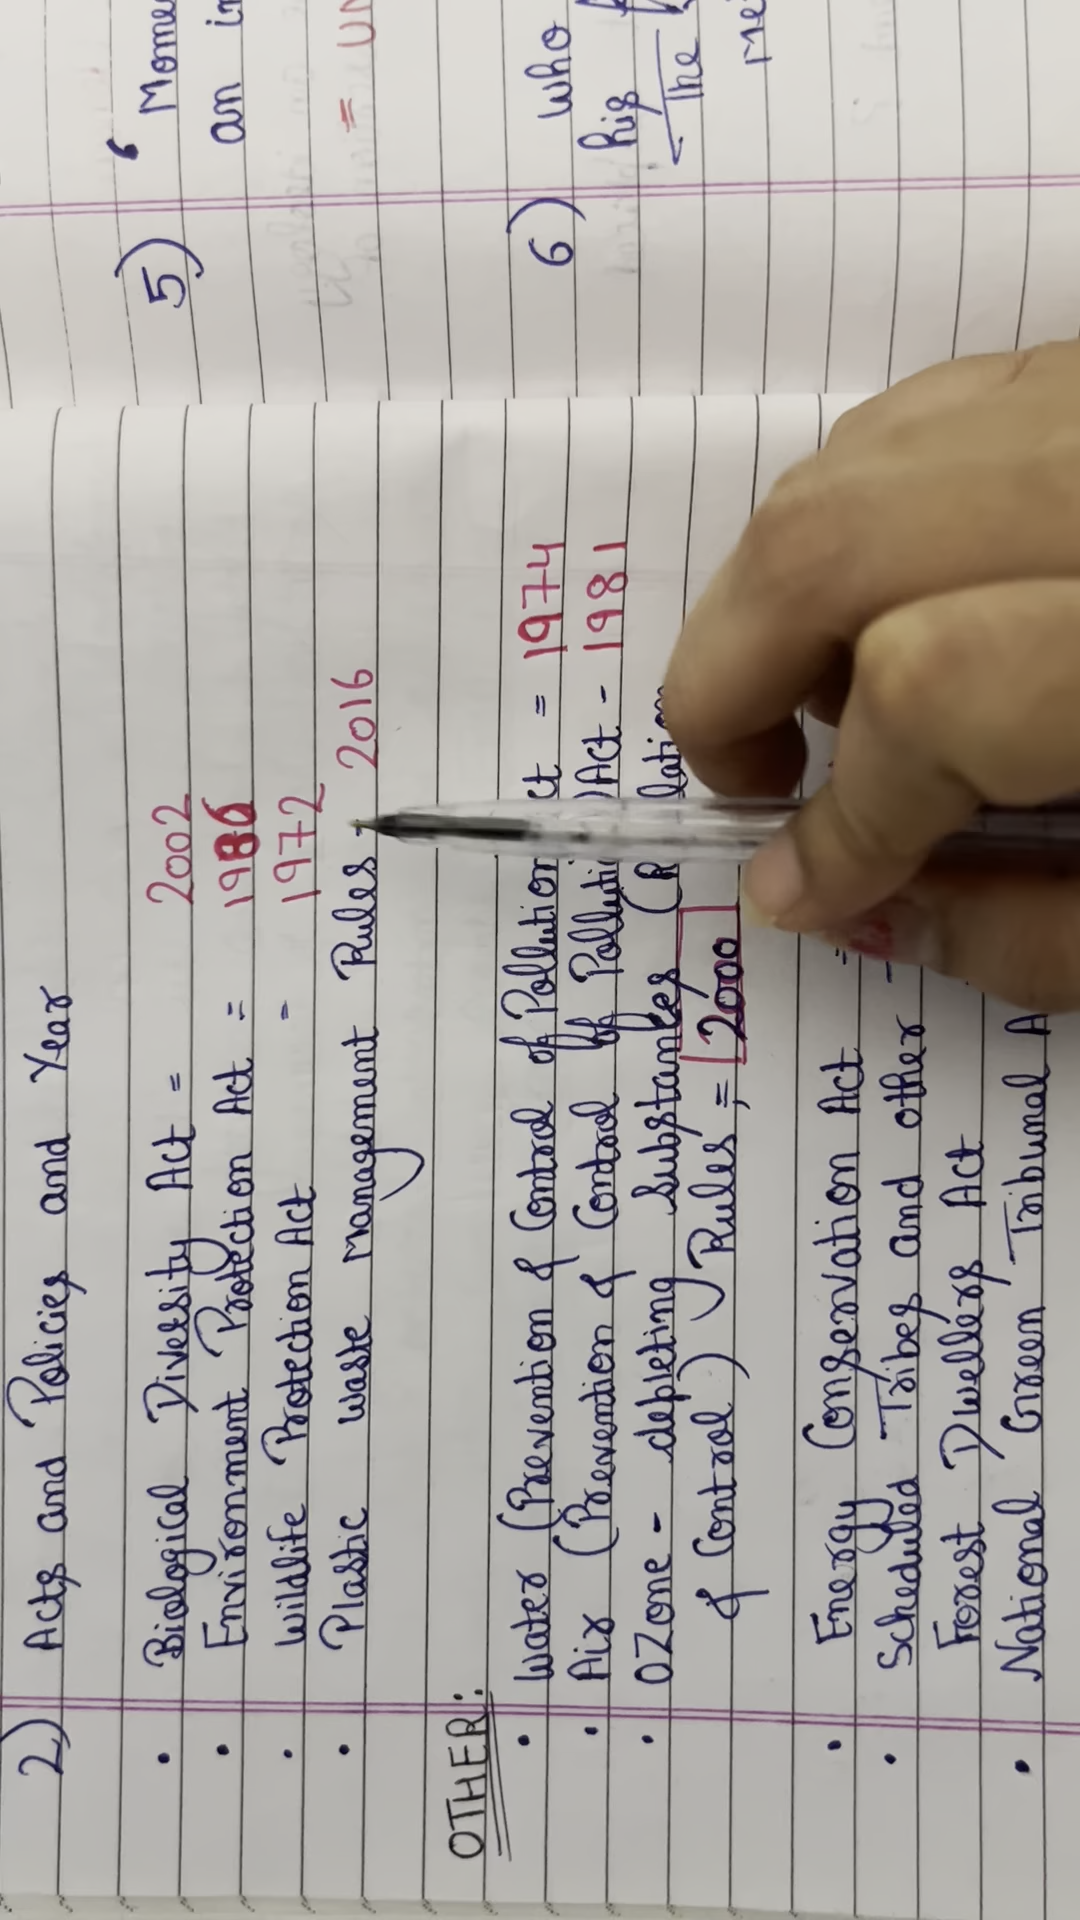 2) Acts and Policies and Year
• Biological Diversity Act = 2002
• Environment Protection Act = 1986
• Wildlife Protection Act - 1972
• Plastic Waste Management Rules - 2016
OTHER:
• Water (Prevention & Control of Pollution = 1974
• Air (Prevention & Control of Act - 1981
• OZone - depleting Substances
& Control) Rules = 2000
• Energy Conservation Act =
• Scheduled Tribes and other -
Forest Dwellers Act
• National Green Tribunal
5)
an
=
6) Who
his
The